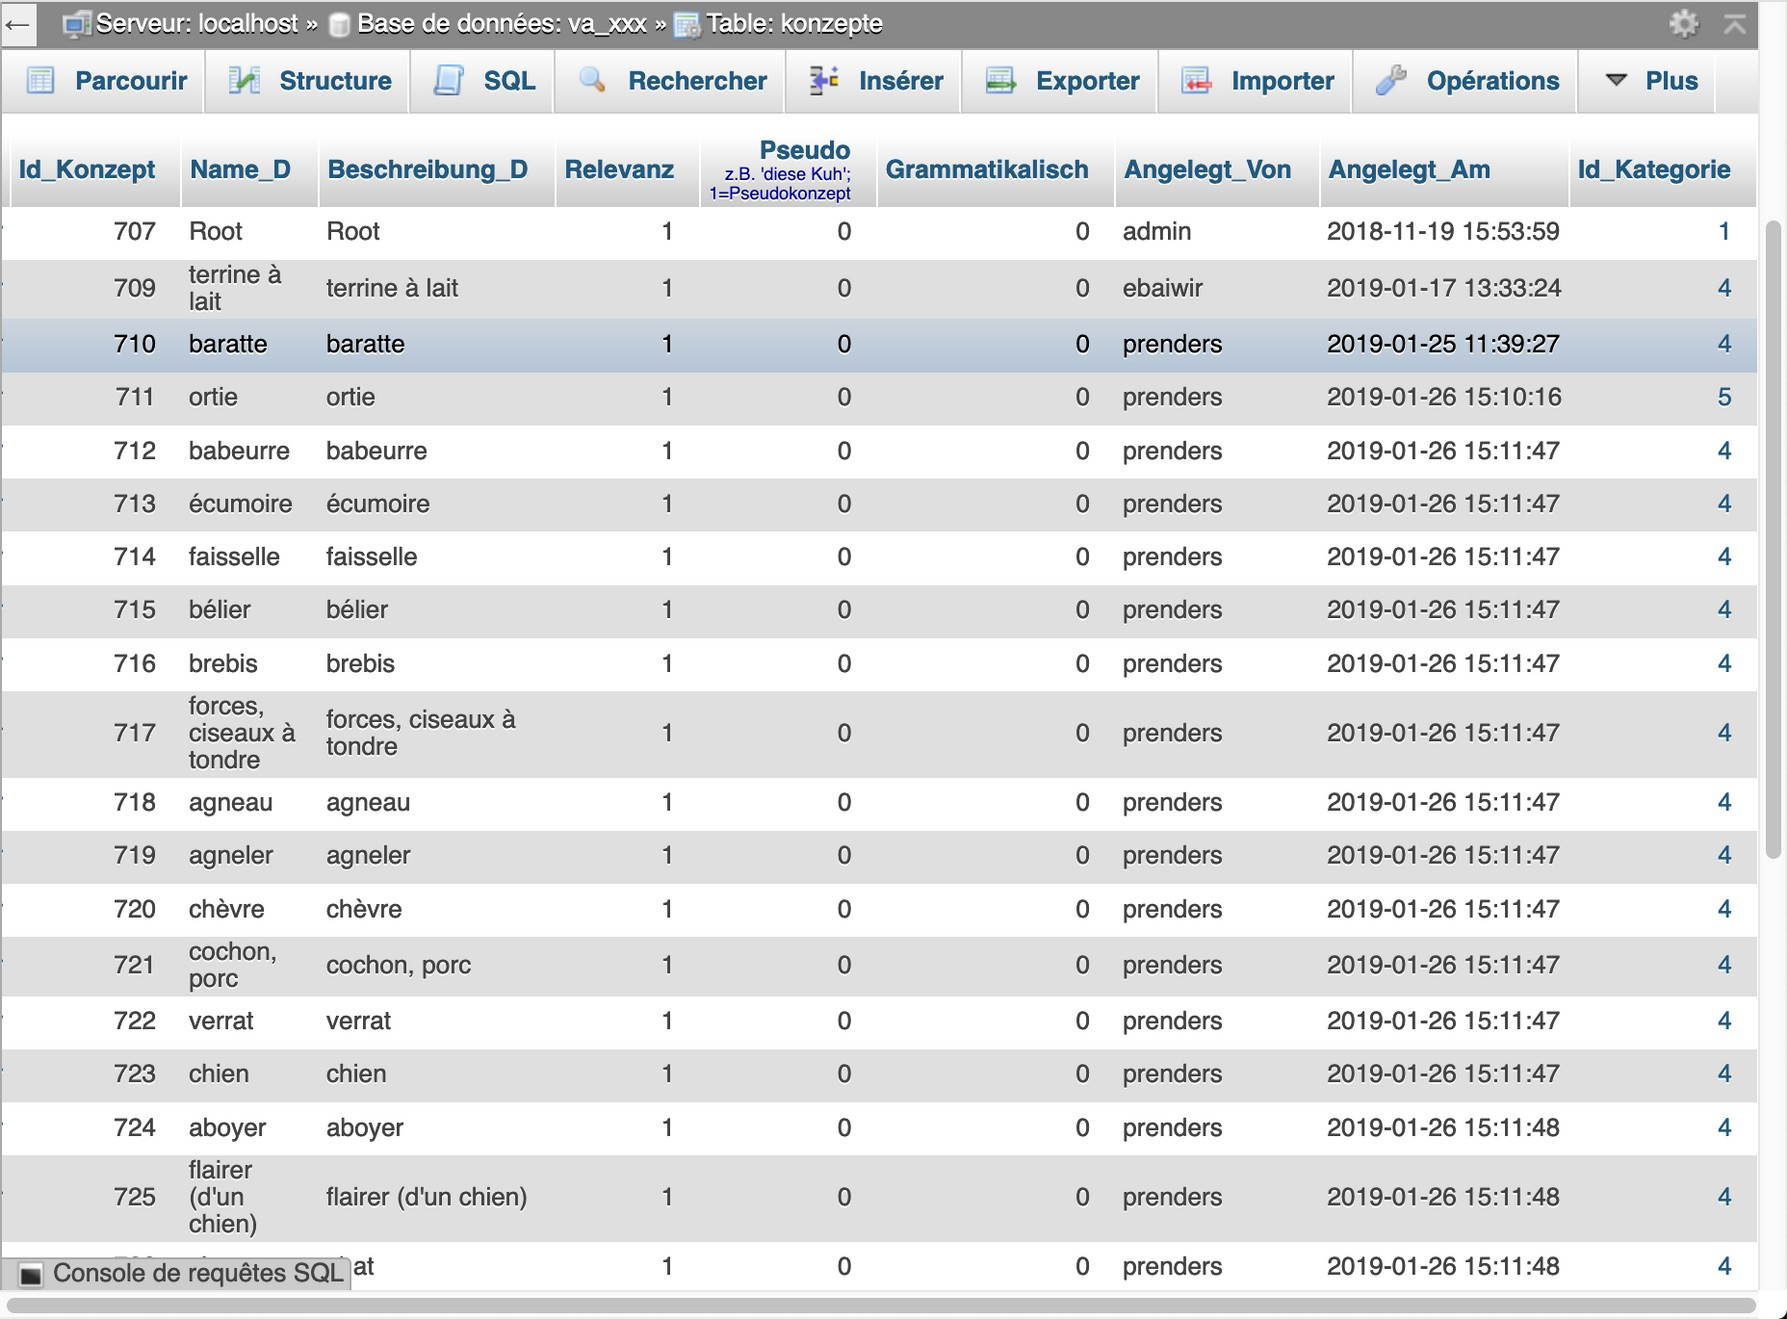 ← Serveur: localhost » Base de données: va_xxx » Table: konzepte
Parcourir Structure SQL Rechercher Insérer Exporter Importer Opérations Plus
Id_Konzept Name_D Beschreibung_D Relevanz Pseudo z.B. 'diese Kuh'; 1=Pseudokonzept Grammatikalisch Angelegt_Von Angelegt_Am Id_Kategorie
707 Root Root 1 0 0 admin 2018-11-19 15:53:59 1
709 terrine à lait terrine à lait 1 0 0 ebaiwir 2019-01-17 13:33:24 4
710 baratte baratte 1 0 0 prenders 2019-01-25 11:39:27 4
711 ortie ortie 1 0 0 prenders 2019-01-26 15:10:16 5
712 babeurre babeurre 1 0 0 prenders 2019-01-26 15:11:47 4
713 écumoire écumoire 1 0 0 prenders 2019-01-26 15:11:47 4
714 faisselle faisselle 1 0 0 prenders 2019-01-26 15:11:47 4
715 bélier bélier 1 0 0 prenders 2019-01-26 15:11:47 4
716 brebis brebis 1 0 0 prenders 2019-01-26 15:11:47 4
717 forces, ciseaux à tondre forces, ciseaux à tondre 1 0 0 prenders 2019-01-26 15:11:47 4
718 agneau agneau 1 0 0 prenders 2019-01-26 15:11:47 4
719 agneler agneler 1 0 0 prenders 2019-01-26 15:11:47 4
720 chèvre chèvre 1 0 0 prenders 2019-01-26 15:11:47 4
721 cochon, porc cochon, porc 1 0 0 prenders 2019-01-26 15:11:47 4
722 verrat verrat 1 0 0 prenders 2019-01-26 15:11:47 4
723 chien chien 1 0 0 prenders 2019-01-26 15:11:47 4
724 aboyer aboyer 1 0 0 prenders 2019-01-26 15:11:48 4
725 flairer (d'un chien) flairer (d'un chien) 1 0 0 prenders 2019-01-26 15:11:48 4
at 1 0 0 prenders 2019-01-26 15:11:48 4
Console de requêtes SQL